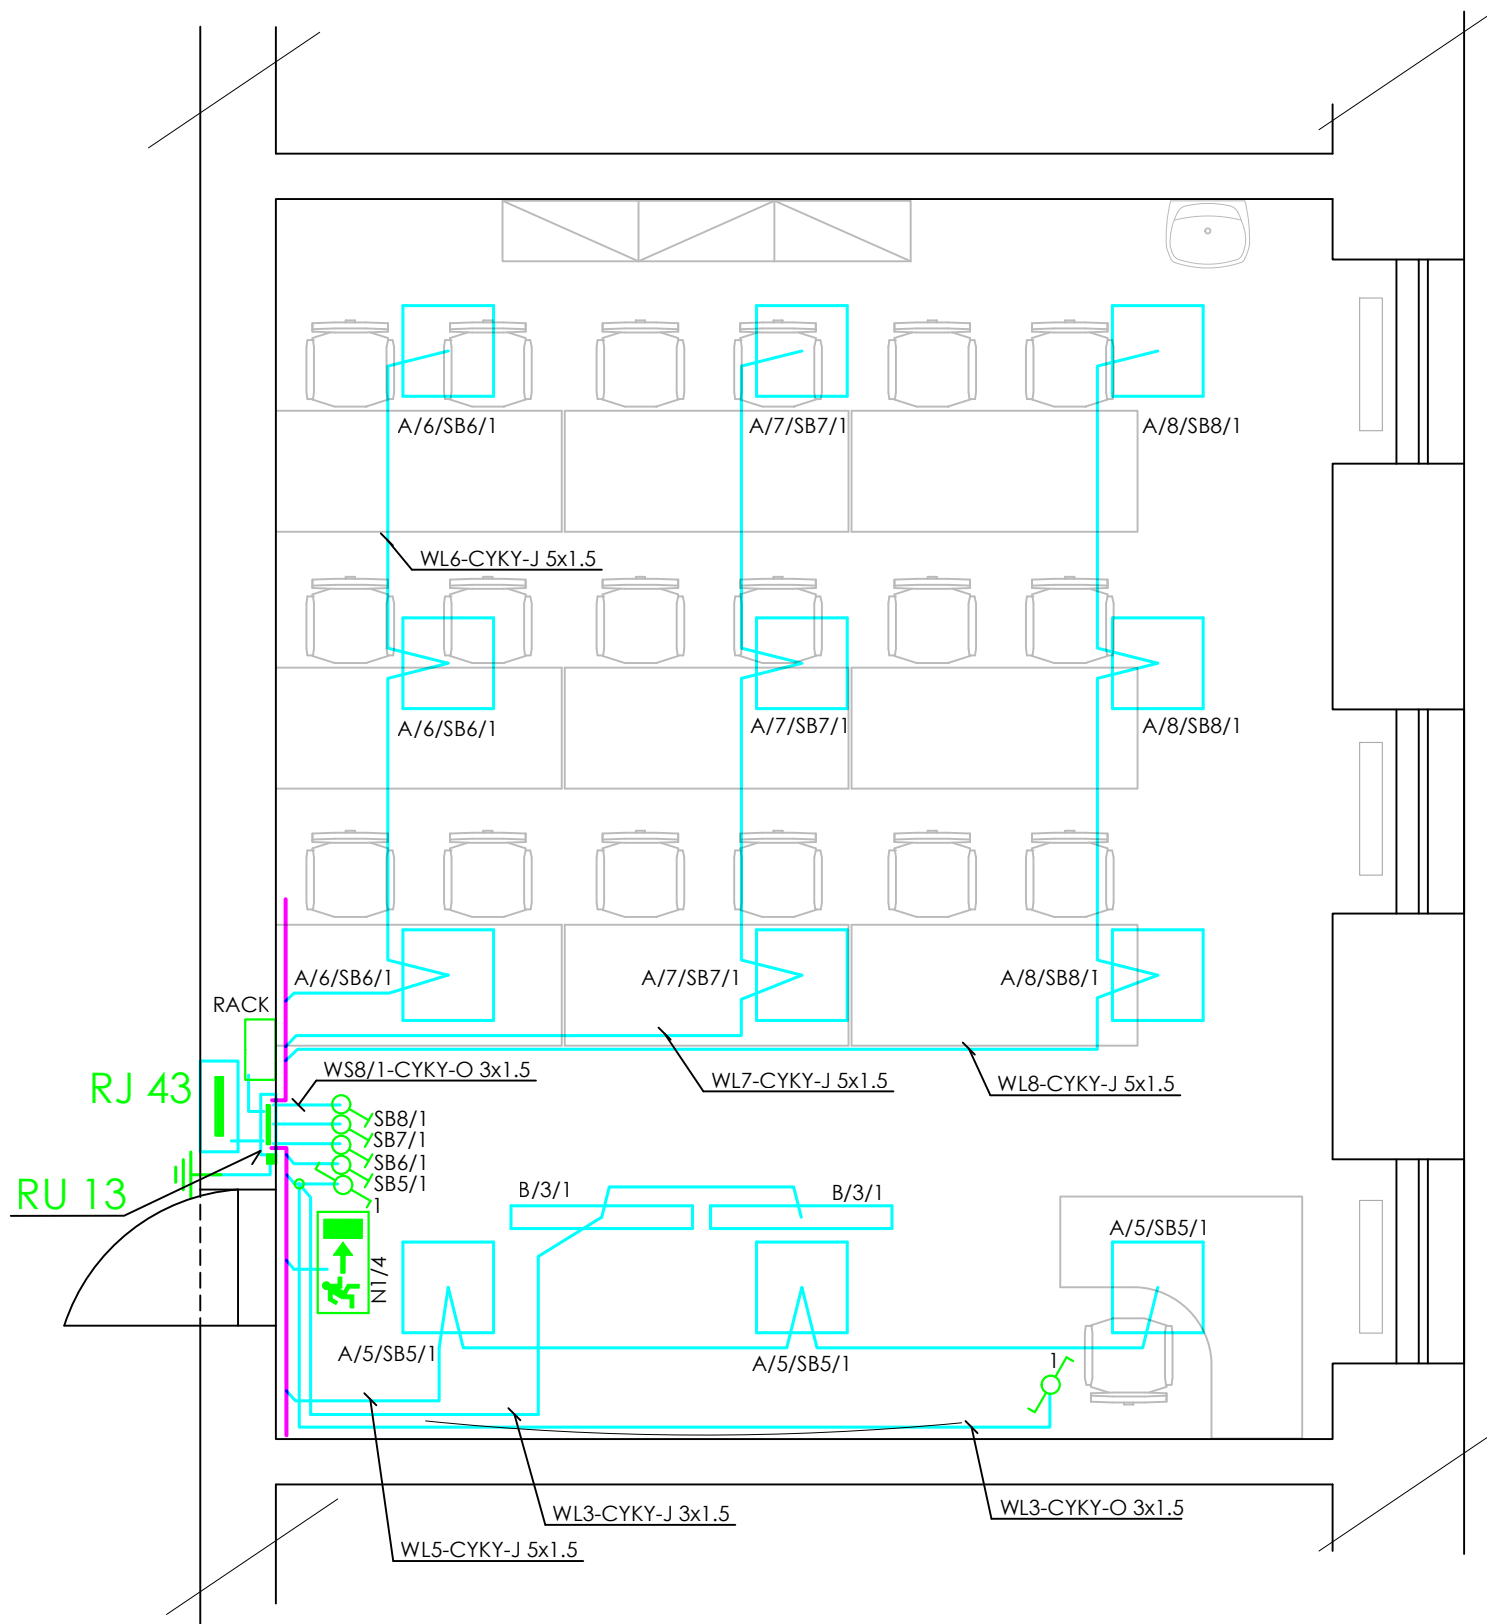 A/6/SB6/1
A/7/SB7/1
A/8/SB8/1
WL6-CYKY-J 5x1.5
A/6/SB6/1
A/7/SB7/1
A/8/SB8/1
A/6/SB6/1
A/7/SB7/1
A/8/SB8/1
RACK
WS8/1-CYKY-O 3x1.5
WL7-CYKY-J 5x1.5
WL8-CYKY-J 5x1.5
RJ 43
SB8/1
SB7/1
SB6/1
SB5/1
1
RU 13
B/3/1
B/3/1
A/5/SB5/1
N1/4
A/5/SB5/1
A/5/SB5/1
1
WL3-CYKY-J 3x1.5
WL3-CYKY-O 3x1.5
WL5-CYKY-J 5x1.5